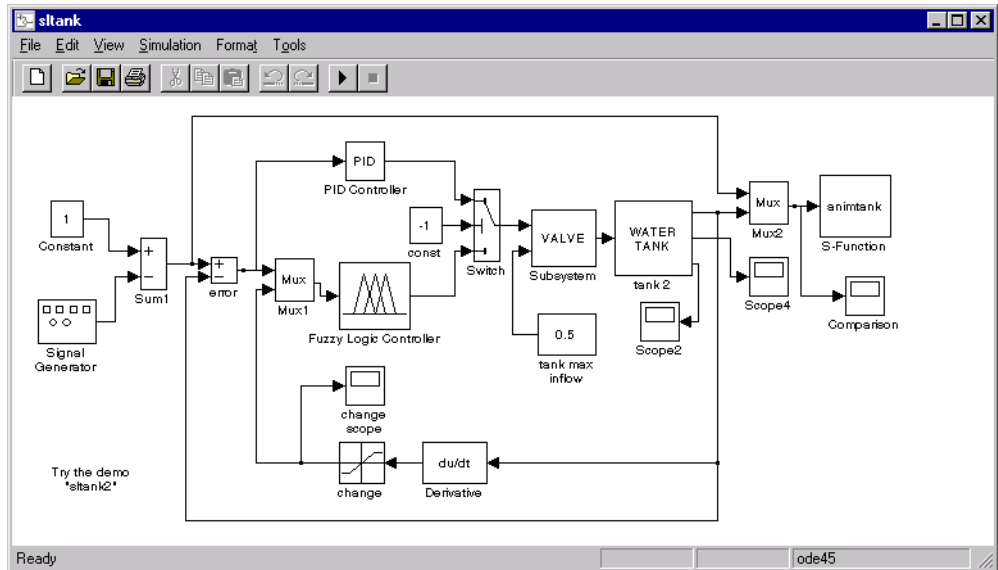 sltank
File Edit View Simulation Format Tools
PID
PID Controller
1
Constant
+
−
Sum1
+
−
error
Mux
Mux1
Fuzzy Logic Controller
-1
const
Switch
VALVE
Subsystem
WATER
TANK
tank 2
Mux
Mux2
animtank
S-Function
Scope4
Comparison
Scope2
0.5
tank max
inflow
Signal
Generator
change
scope
change
du/dt
Derivative
Try the demo
"sltank2"
Ready
ode45